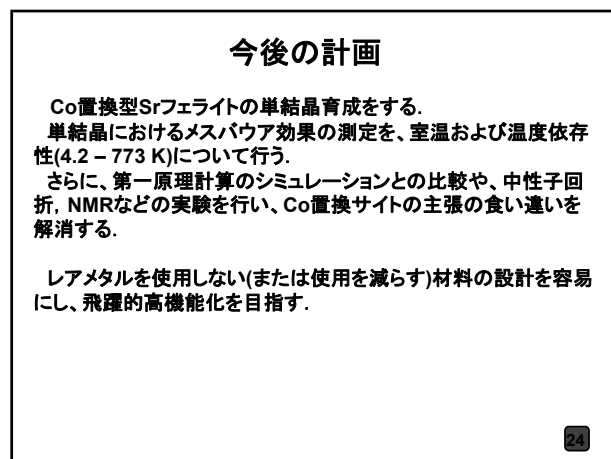 今後の計画
Co置換型Srフェライトの単結晶育成をする.
単結晶におけるメスバウア効果の測定を、室温および温度依存
性(4.2 – 773 K)について行う.
さらに、第一原理計算のシミュレーションとの比較や、中性子回
折, NMRなどの実験を行い、Co置換サイトの主張の食い違いを
解消する.
レアメタルを使用しない(または使用を減らす)材料の設計を容易
にし、飛躍的高機能化を目指す.
24